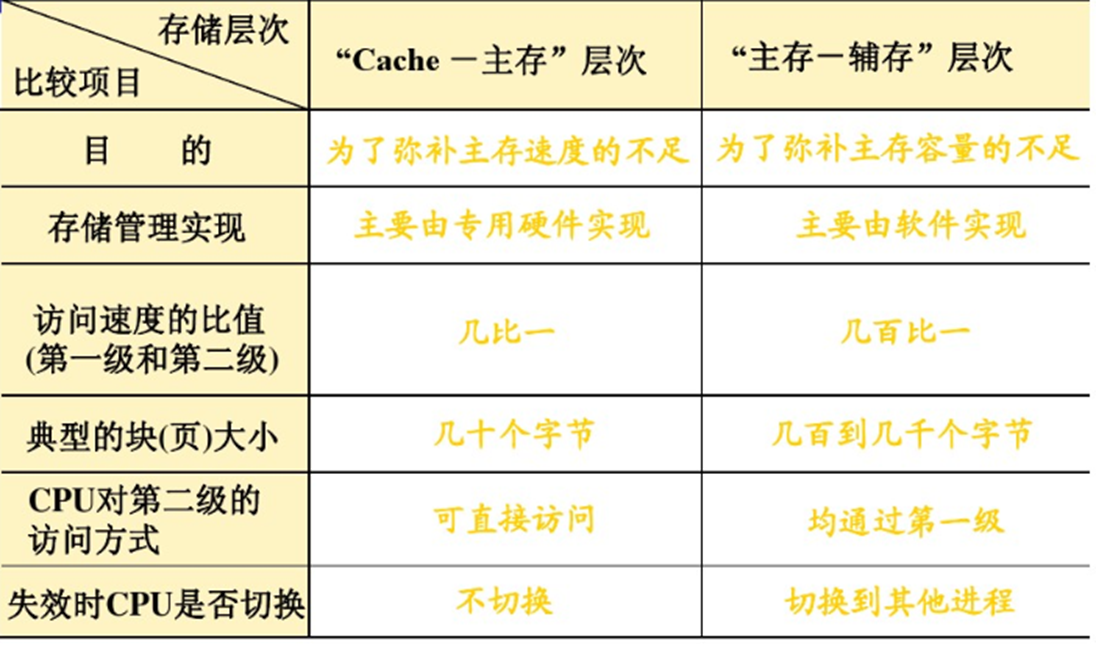 存储层次
比较项目
“Cache －主存”层次
“主存－辅存”层次
目 的
为了弥补主存速度的不足
为了弥补主存容量的不足
存储管理实现
主要由专用硬件实现
主要由软件实现
访问速度的比值
(第一级和第二级)
几比一
几百比一
典型的块(页)大小
几十个字节
几百到几千个字节
CPU对第二级的
访问方式
可直接访问
均通过第一级
失效时CPU是否切换
不切换
切换到其他进程